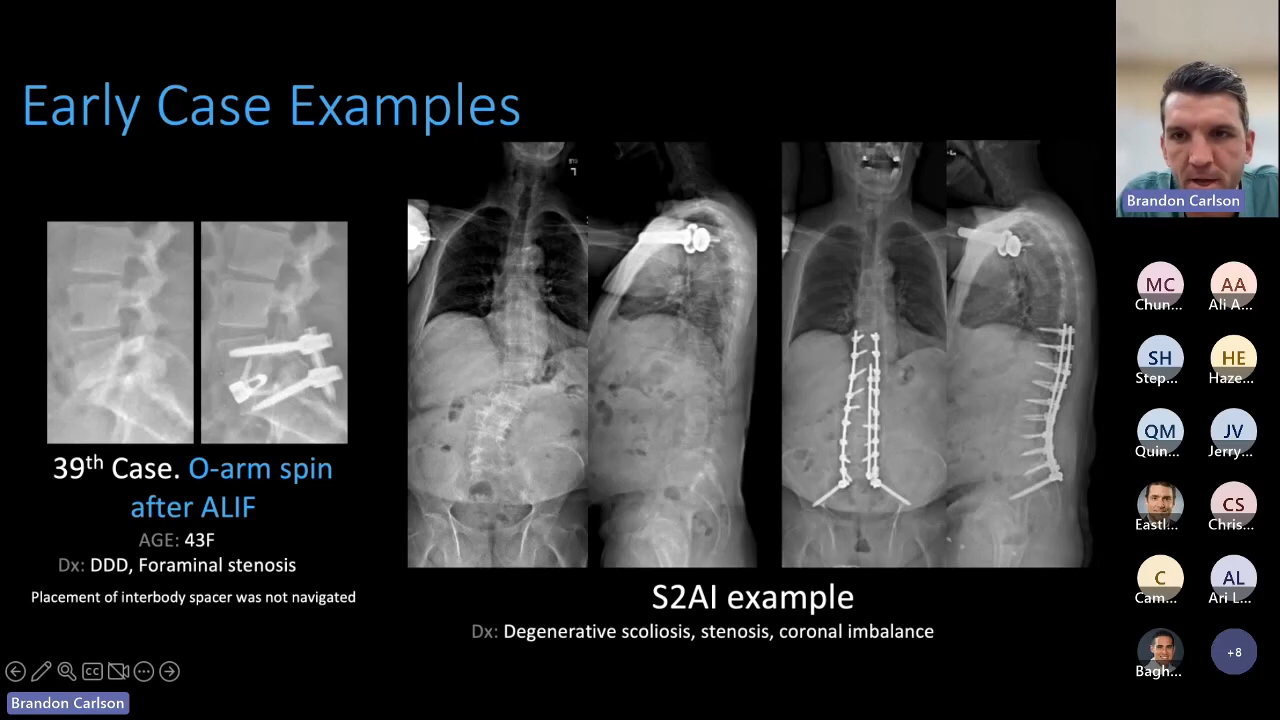 Early Case Examples
39th Case. O-arm spin
after ALIF
AGE: 43F
Dx: DDD, Foraminal stenosis
Placement of interbody spacer was not navigated
S2AI example
Dx: Degenerative scoliosis, stenosis, coronal imbalance
Brandon Carlson
MC
Chun...
AA
Ali A...
SH
Step...
HE
Haze...
QM
Quin...
JV
Jerry...
Eastl...
CS
Chris...
C
Cam...
AL
Ari L...
Bagh...
+8
CC
Brandon Carlson